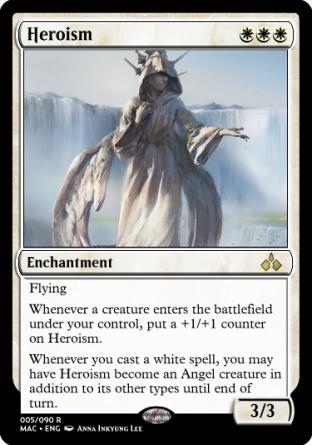 Heroism
Enchantment
Flying
Whenever a creature enters the battlefield
under your control, put a +1/+1 counter
on Heroism.
Whenever you cast a white spell, you may
have Heroism become an Angel creature in
addition to its other types until end of
turn.
3/3
005/090 R
MAC • ENG Anna Inkyung Lee